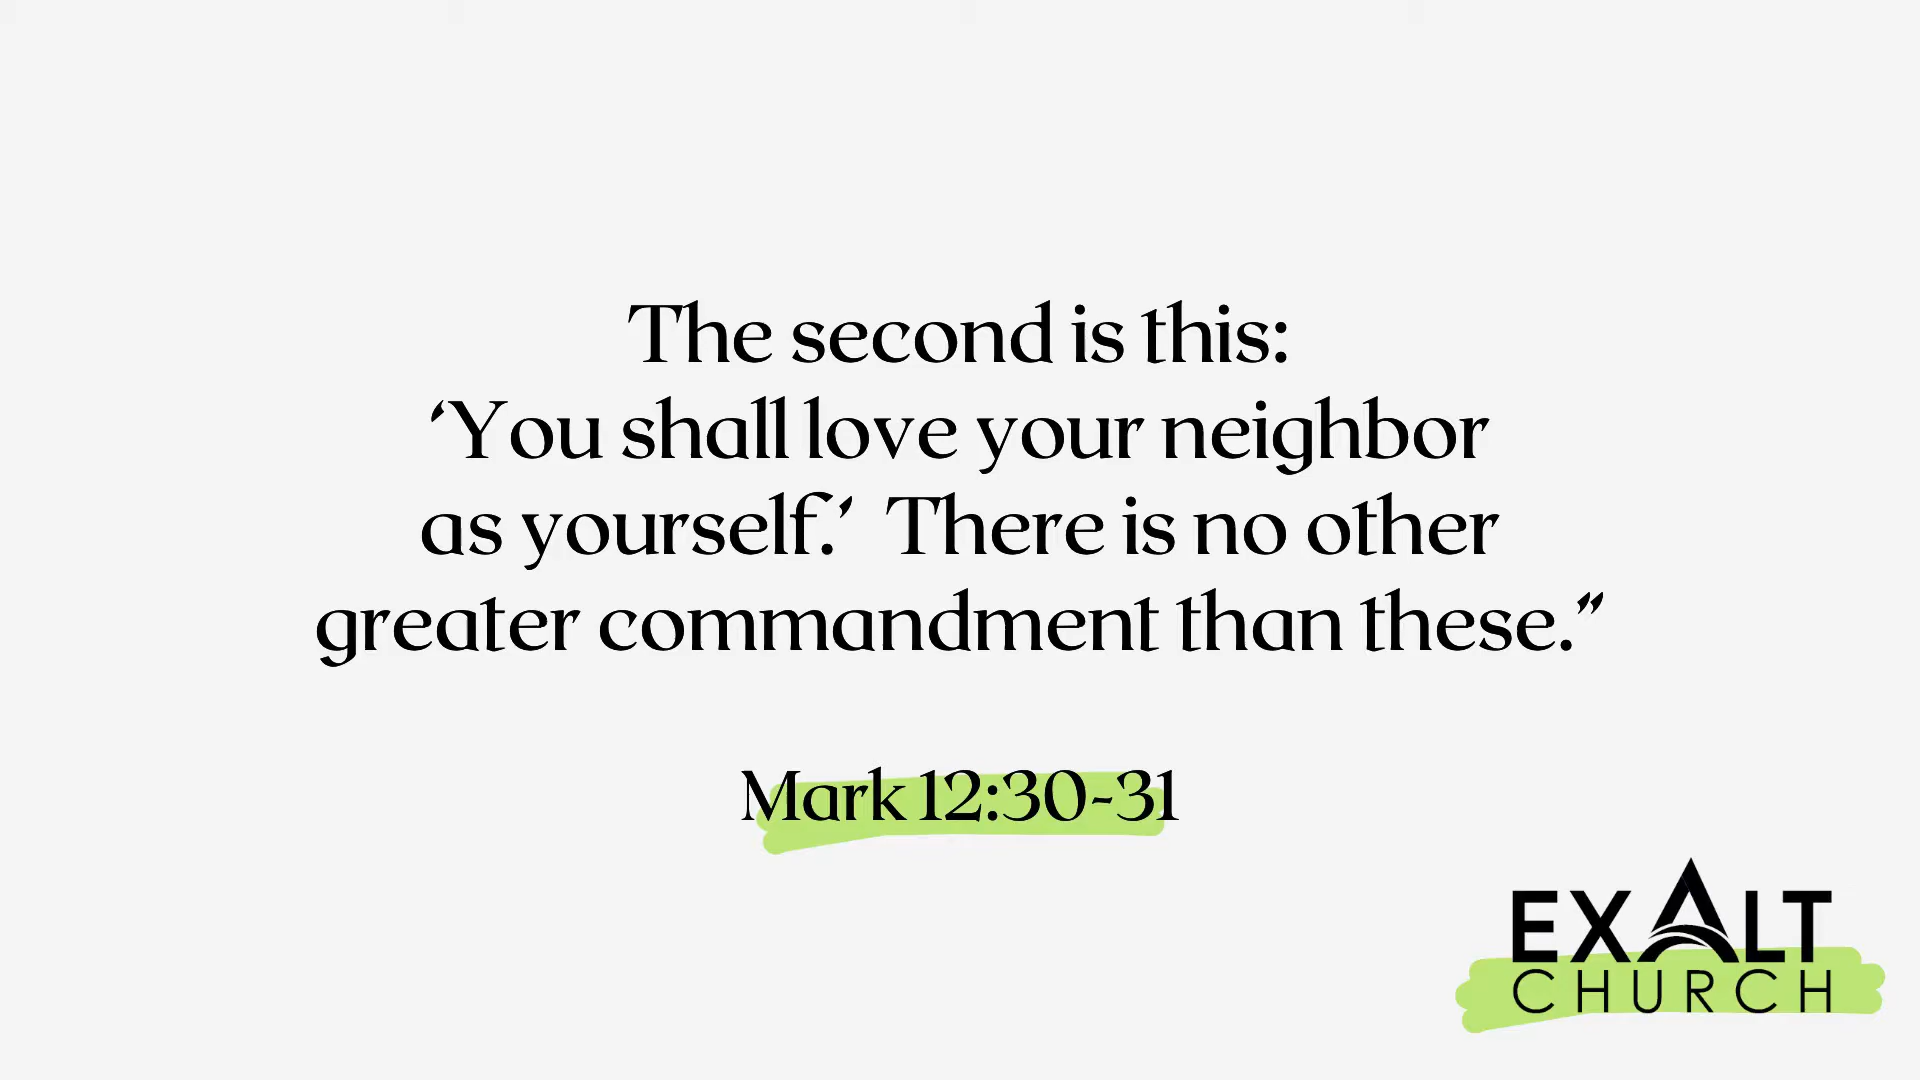 The second is this:
‘You shall love your neighbor
as yourself.’ There is no other
greater commandment than these.”
Mark 12:30-31
EXALT
CHURCH